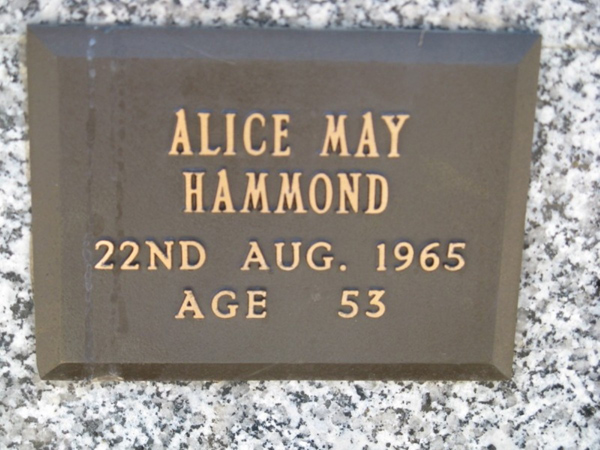 ALICE MAY
HAMMOND
22ND AUG. 1965
AGE 53